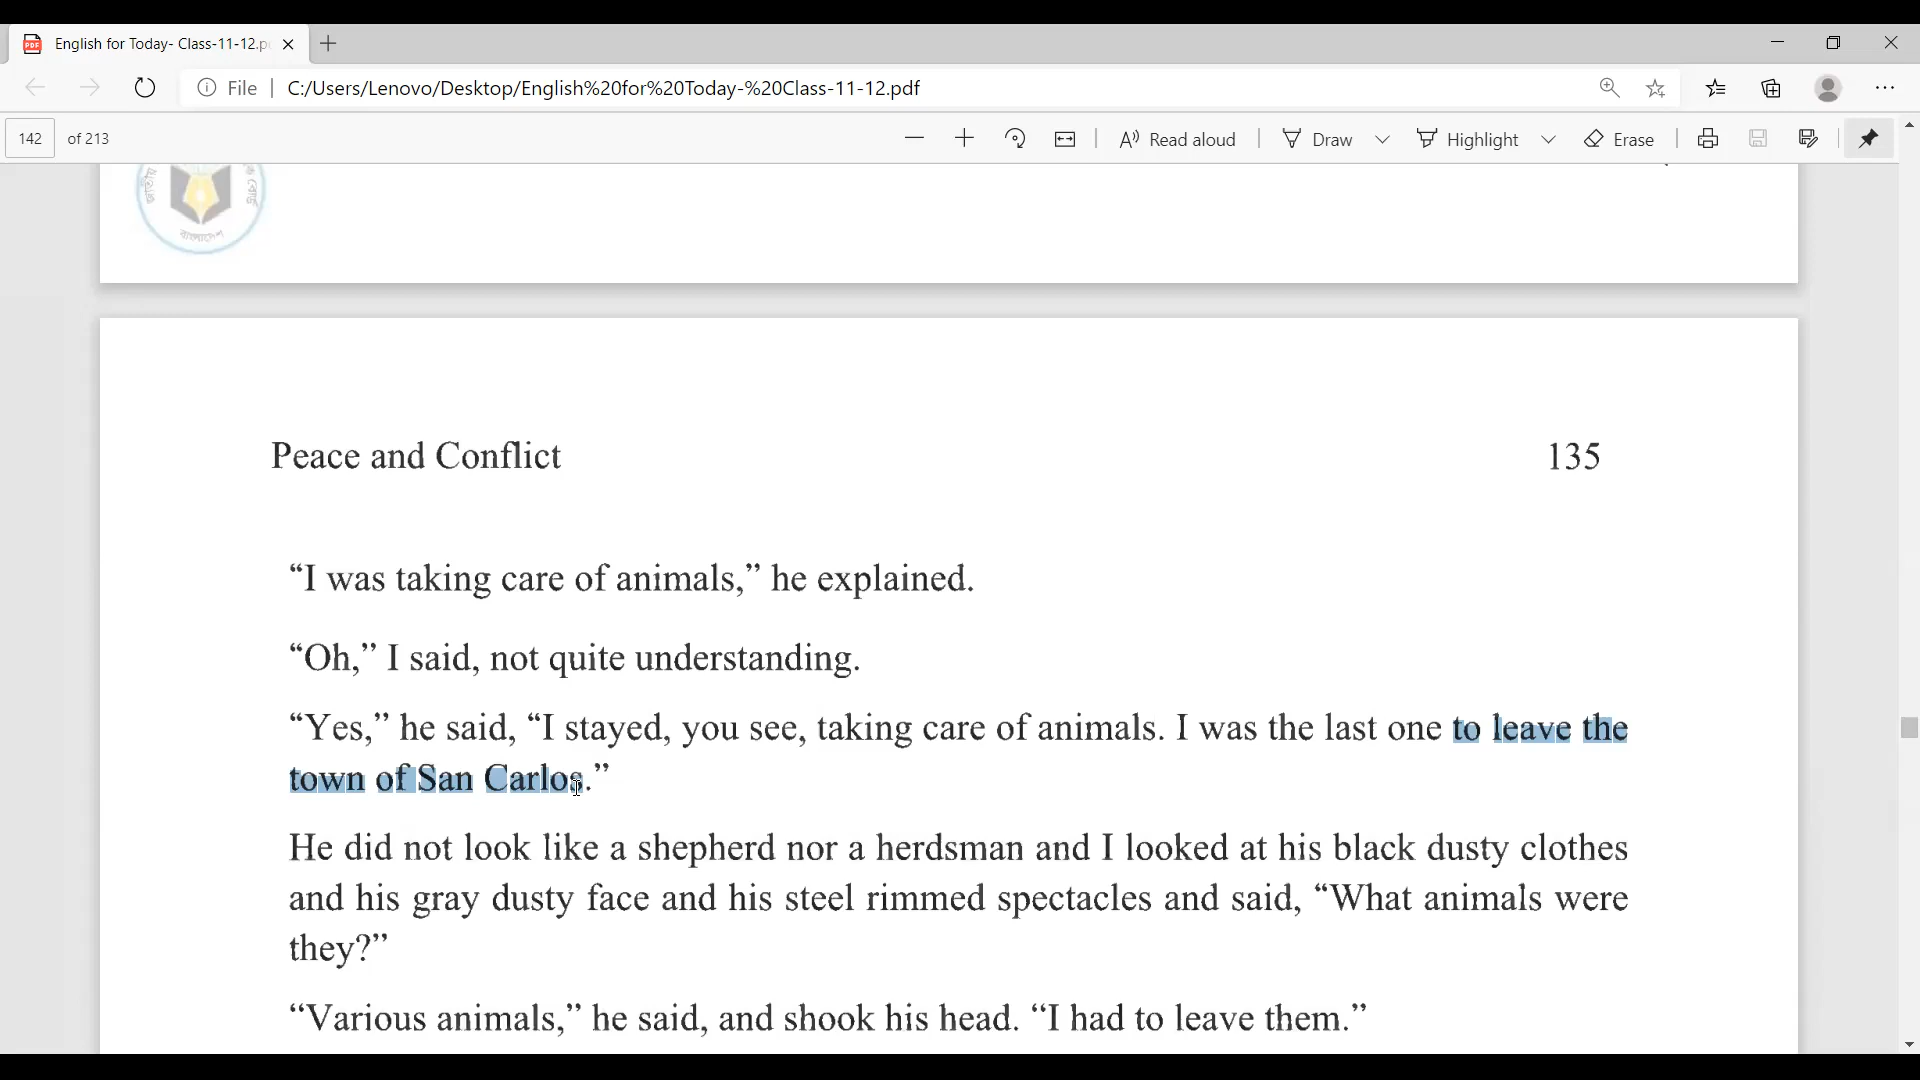 English for Today- Class-11-12.p
File
C:/Users/Lenovo/Desktop/English%20for%20Today-%20Class-11-12.pdf
142 of 213
Read aloud
Draw
Highlight
Erase
বাংলাদেশ
Peace and Conflict
135
“I was taking care of animals,” he explained.
“Oh,” I said, not quite understanding.
“Yes,” he said, “I stayed, you see, taking care of animals. I was the last one to leave the
town of San Carlos.”
He did not look like a shepherd nor a herdsman and I looked at his black dusty clothes
and his gray dusty face and his steel rimmed spectacles and said, “What animals were
they?”
“Various animals,” he said, and shook his head. “I had to leave them.”